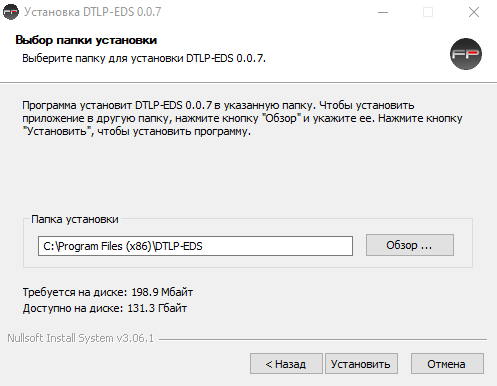 Установка DTLP-EDS 0.0.7
Выбор папки установки
Выберите папку для установки DTLP-EDS 0.0.7.
FP
Программа установит DTLP-EDS 0.0.7 в указанную папку. Чтобы установить
приложение в другую папку, нажмите кнопку "Обзор" и укажите ее. Нажмите кнопку
"Установить", чтобы установить программу.
Папка установки
C:\Program Files (x86)\DTLP-EDS
Обзор ...
Требуется на диске: 198.9 Мбайт
Доступно на диске: 131.3 Гбайт
Nullsoft Install System v3.06.1
< Назад
Установить
Отмена